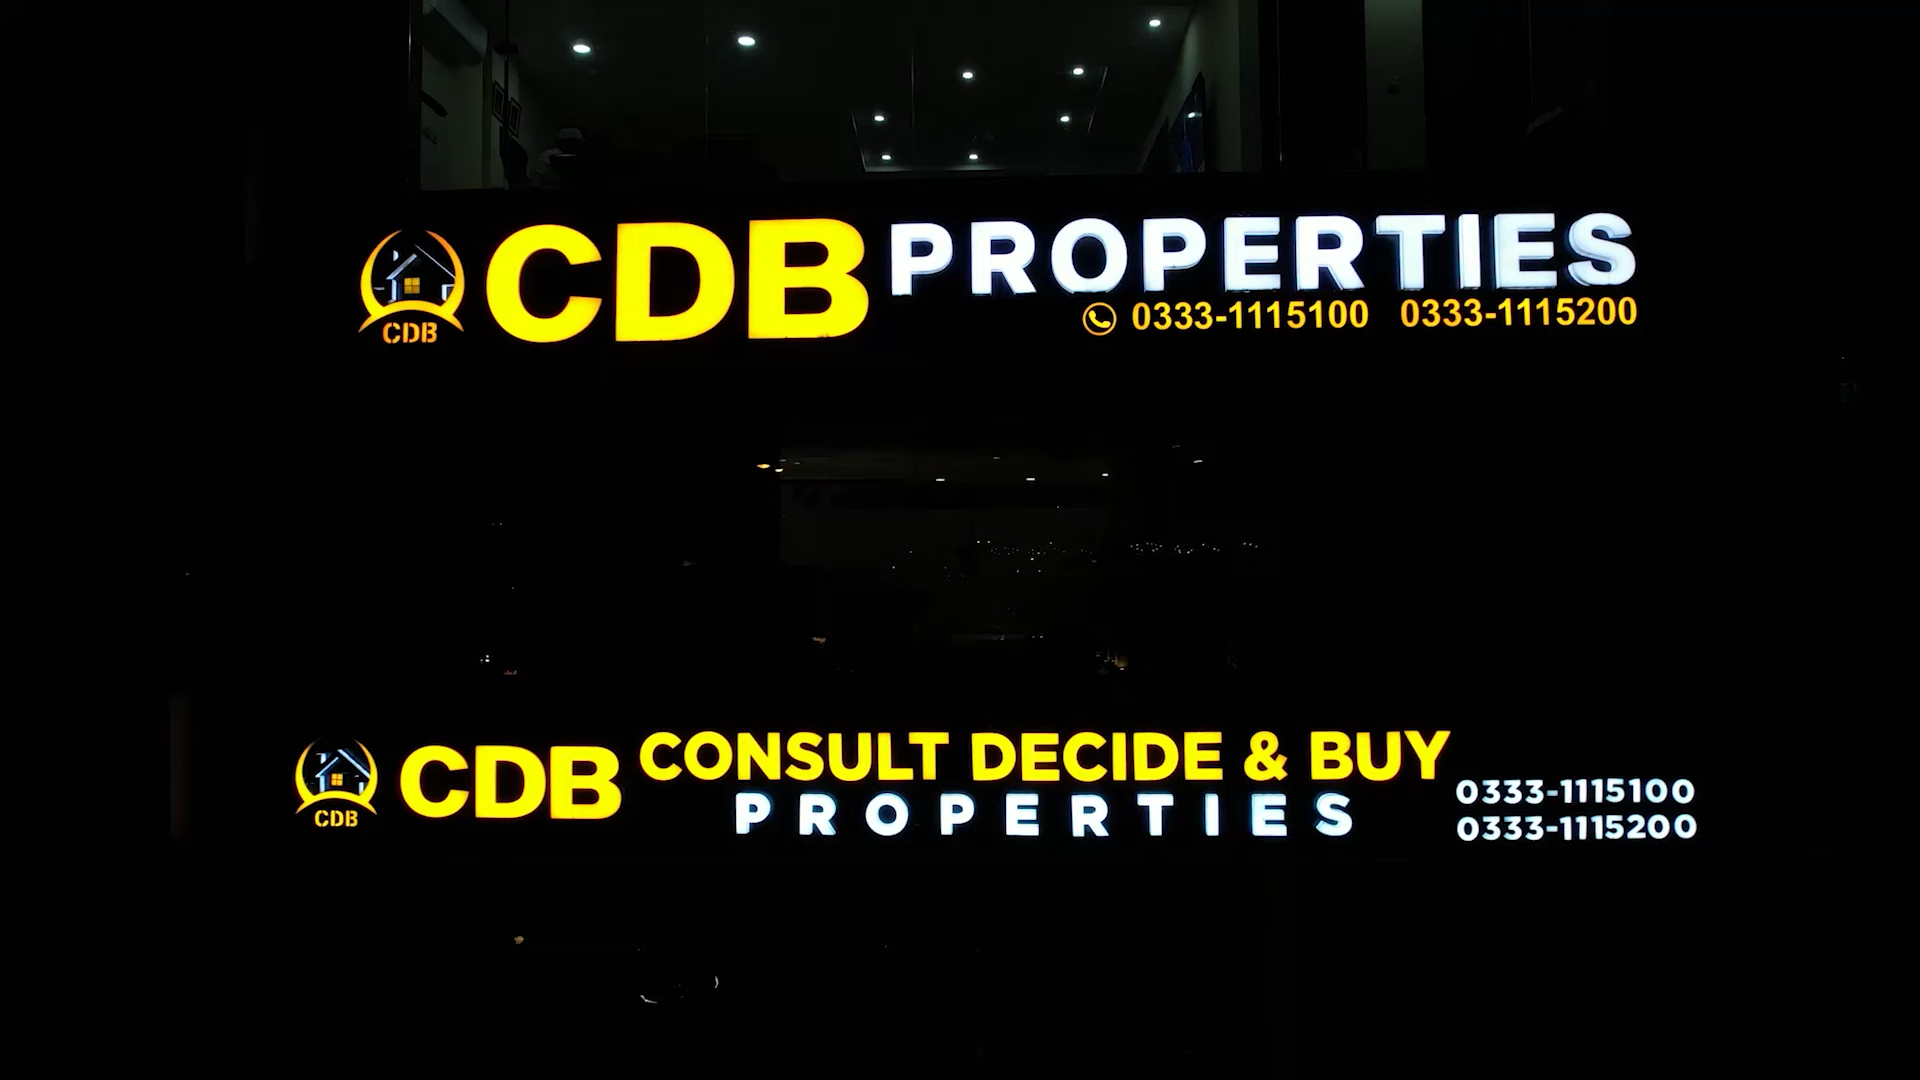 CDB PROPERTIES
CDB
0333-1115100 0333-1115200
CDB CONSULT DECIDE & BUY
PROPERTIES
CDB
0333-1115100
0333-1115200